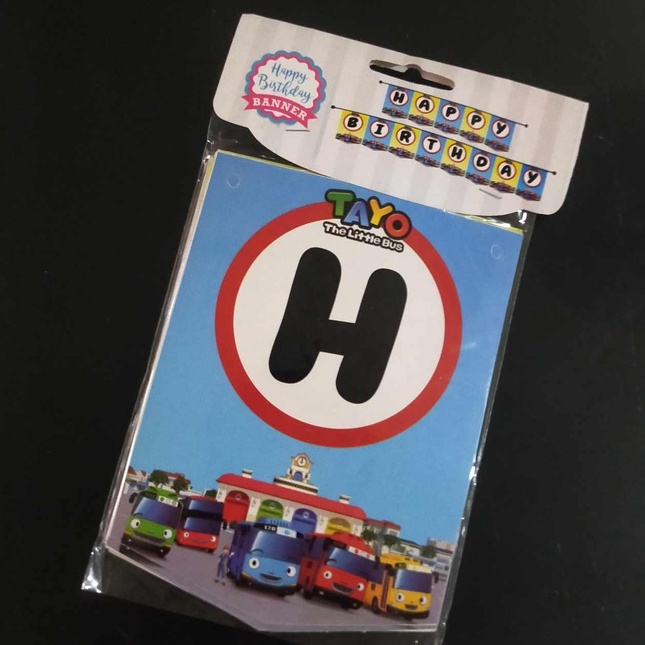 Happy
Birthday
BANNER
HAPPY
BIRTHDAY
TAYO
The Little Bus
H